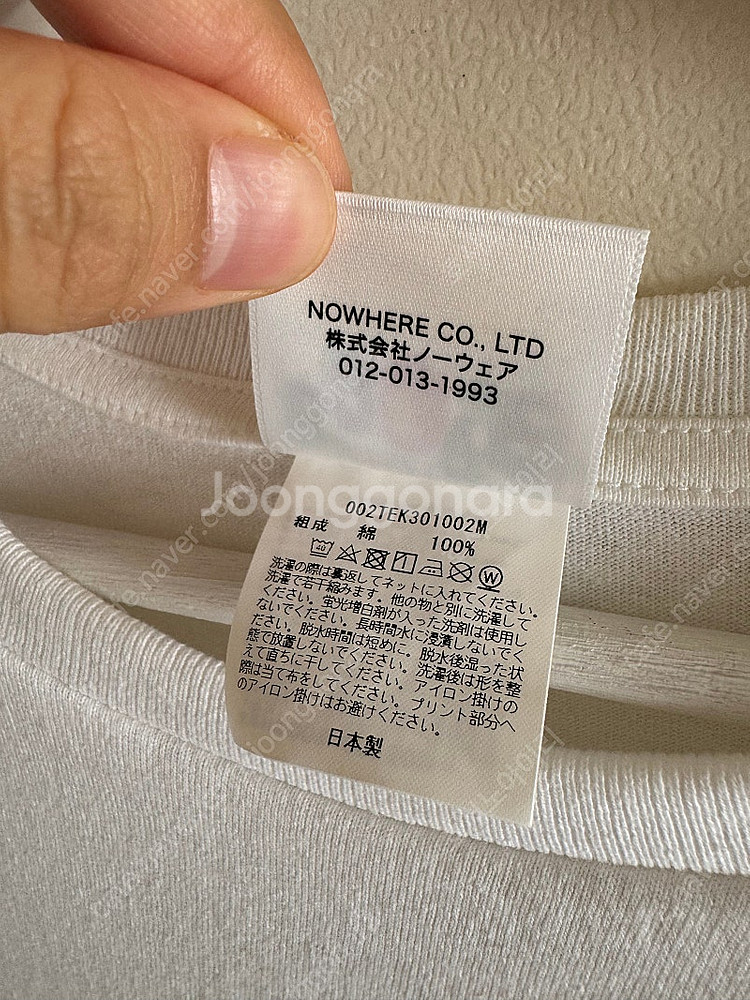 NOWHERE CO., LTD
株式会社ノーウェア
012-013-1993
Joonggonara
002TEK301002M
組成 綿 100%
40
W
洗濯の際は裏返してネットに入れてください。
洗濯で若干縮みます。他の物と別に洗濯して
ください。蛍光増白剤が入った洗剤は使用し
ないでください。長時間水に浸漬しないでく
ださい。脱水時間は短めに。脱水後湿った状
態で放置しないでください。洗濯後は形を整
えて直ちに干してください。アイロン掛けの
際は当て布をしてください。プリント部分へ
のアイロン掛けはお避けください。
日本製